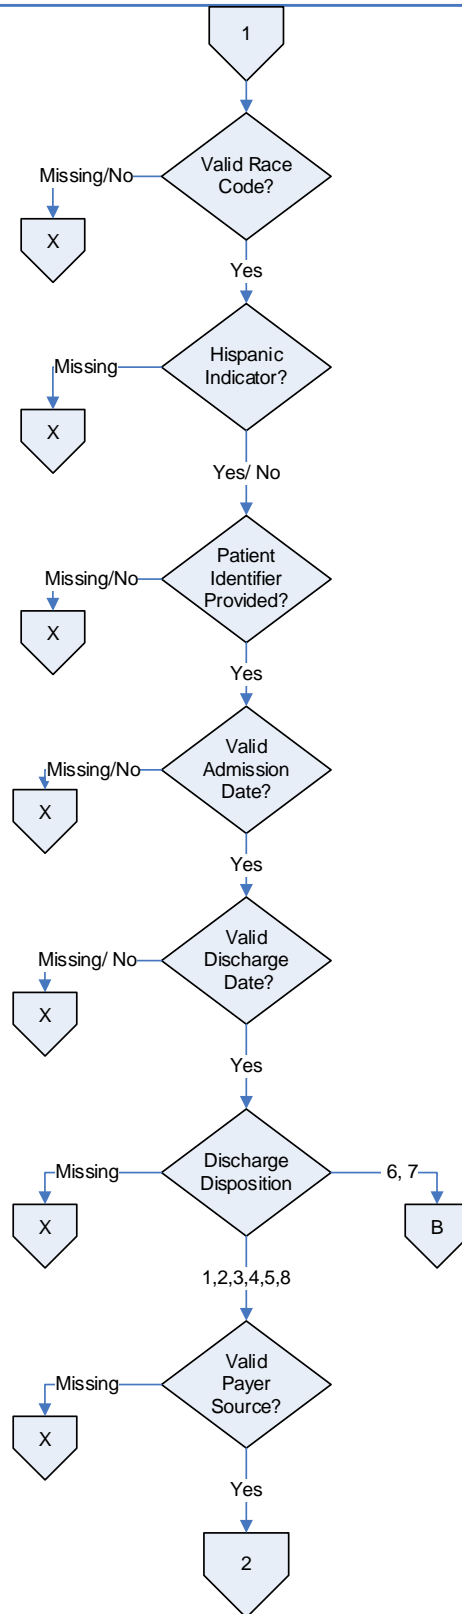 1
Valid Race
Code?
Missing/No
X
Yes
Hispanic
Indicator?
Missing
X
Yes/ No
Patient
Identifier
Provided?
Missing/No
X
Yes
Valid
Admission
Date?
Missing/No
X
Yes
Valid
Discharge
Date?
Missing/ No
X
Yes
Discharge
Disposition
Missing
6, 7
X
B
1,2,3,4,5,8
Valid
Payer
Source?
Missing
X
Yes
2